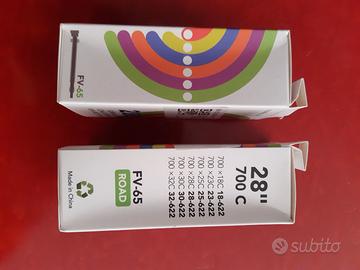 FV-65
28"
700 C
700 ×18C 18-622
700 ×23C 23-622
700 ×25C 25-622
700 ×28C 28-622
700 ×30C 30-622
700 ×32C 32-622
FV-65
ROAD
Made in China
subito